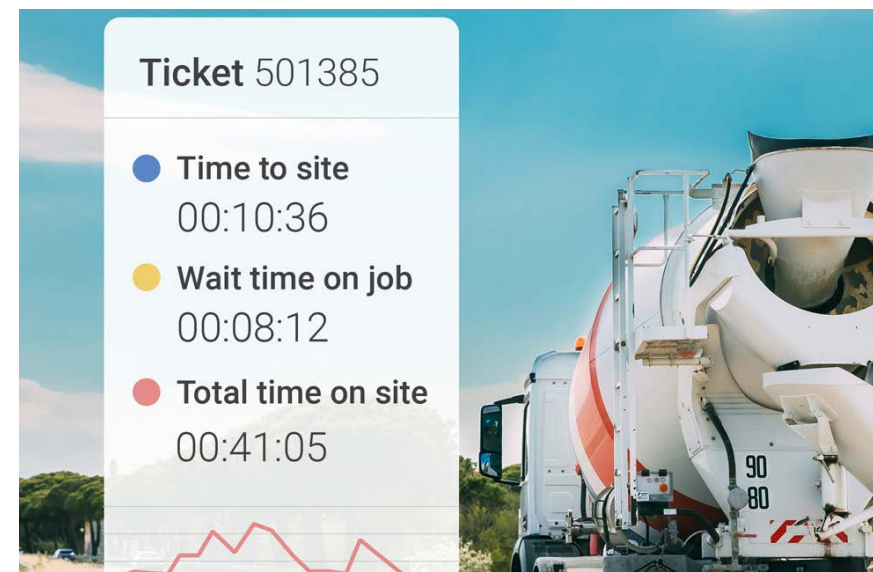 Ticket 501385
Time to site
00:10:36
Wait time on job
00:08:12
Total time on site
00:41:05
90
80